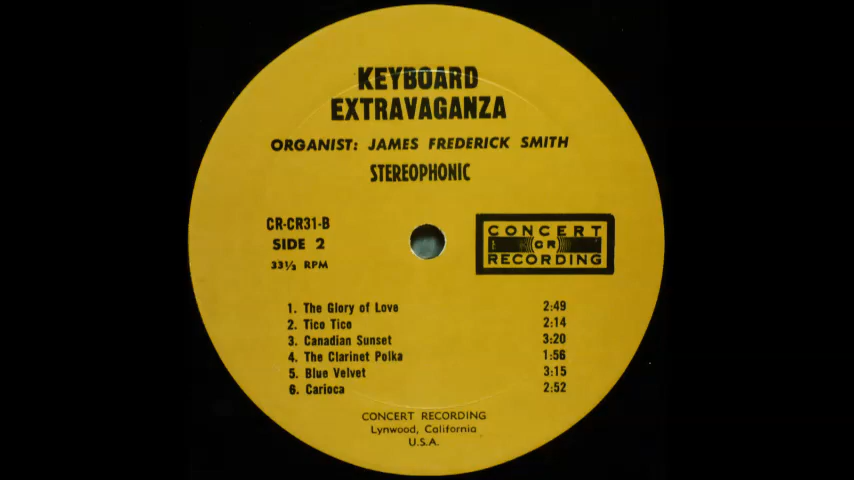 KEYBOARD
EXTRAVAGANZA
ORGANIST: JAMES FREDERICK SMITH
STEREOPHONIC
CR-CR31-B
SIDE 2
33⅓ RPM
CONCERT
CR
RECORDING
1. The Glory of Love 2:49
2. Tico Tico 2:14
3. Canadian Sunset 3:20
4. The Clarinet Polka 1:56
5. Blue Velvet 3:15
6. Carioca 2:52
CONCERT RECORDING
Lynwood, California
U.S.A.